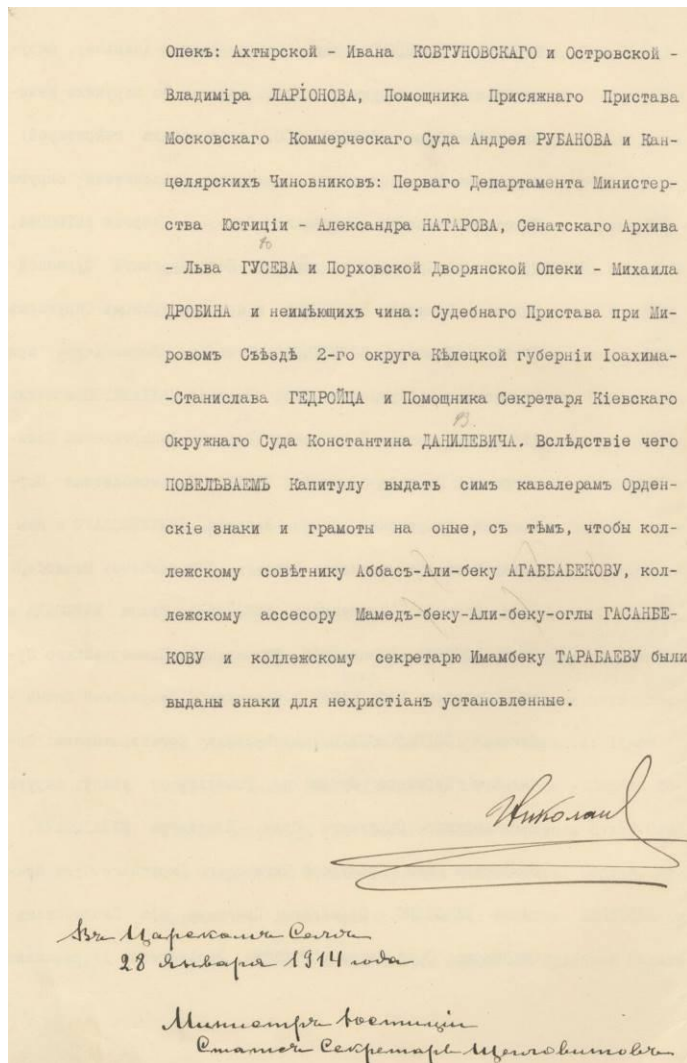 Опекъ: Ахтырской - Ивана КОВТУНОВСКАГО и Островской -
Владиміра ЛАРІОНОВА, Помощника Присяжнаго Пристава
Московскаго Коммерческаго Суда Андрея РУБАНОВА и Кан-
целярскихъ Чиновниковъ: Перваго Департамента Министер-
ства Юстиціи - Александра НАТАРОВА, Сенатскаго Архива
- Льва ГУСЕВА и Порховской Дворянской Опеки - Михаила
ДРОБИНА и неимѣющихъ чина: Судебнаго Пристава при Ми-
ровомъ Съѣздѣ 2-го округа Кѣлецкой губерніи Іоахима-
-Станислава ГЕДРОЙЦА и Помощника Секретаря Кіевскаго
Окружнаго Суда Константина ДАНИЛЕВИЧА. Вслѣдствіе чего
ПОВЕЛѢВАЕМЪ Капитулу выдать симъ кавалерамъ Орден-
скіе знаки и грамоты на оные, съ тѣмъ, чтобы кол-
лежскому совѣтнику Аббасъ-Али-беку АГАББАБЕКОВУ, кол-
лежскому ассесору Мамедъ-беку-Али-беку-оглы ГАСАНБЕ-
КОВУ и коллежскому секретарю Имамбеку ТАРАБАЕВУ были
выданы знаки для нехристіанъ установленные.
Николай
Въ Царскомъ Селѣ
28 января 1914 года
Министръ Юстиціи
Статсъ Секретарь Щегловитовъ